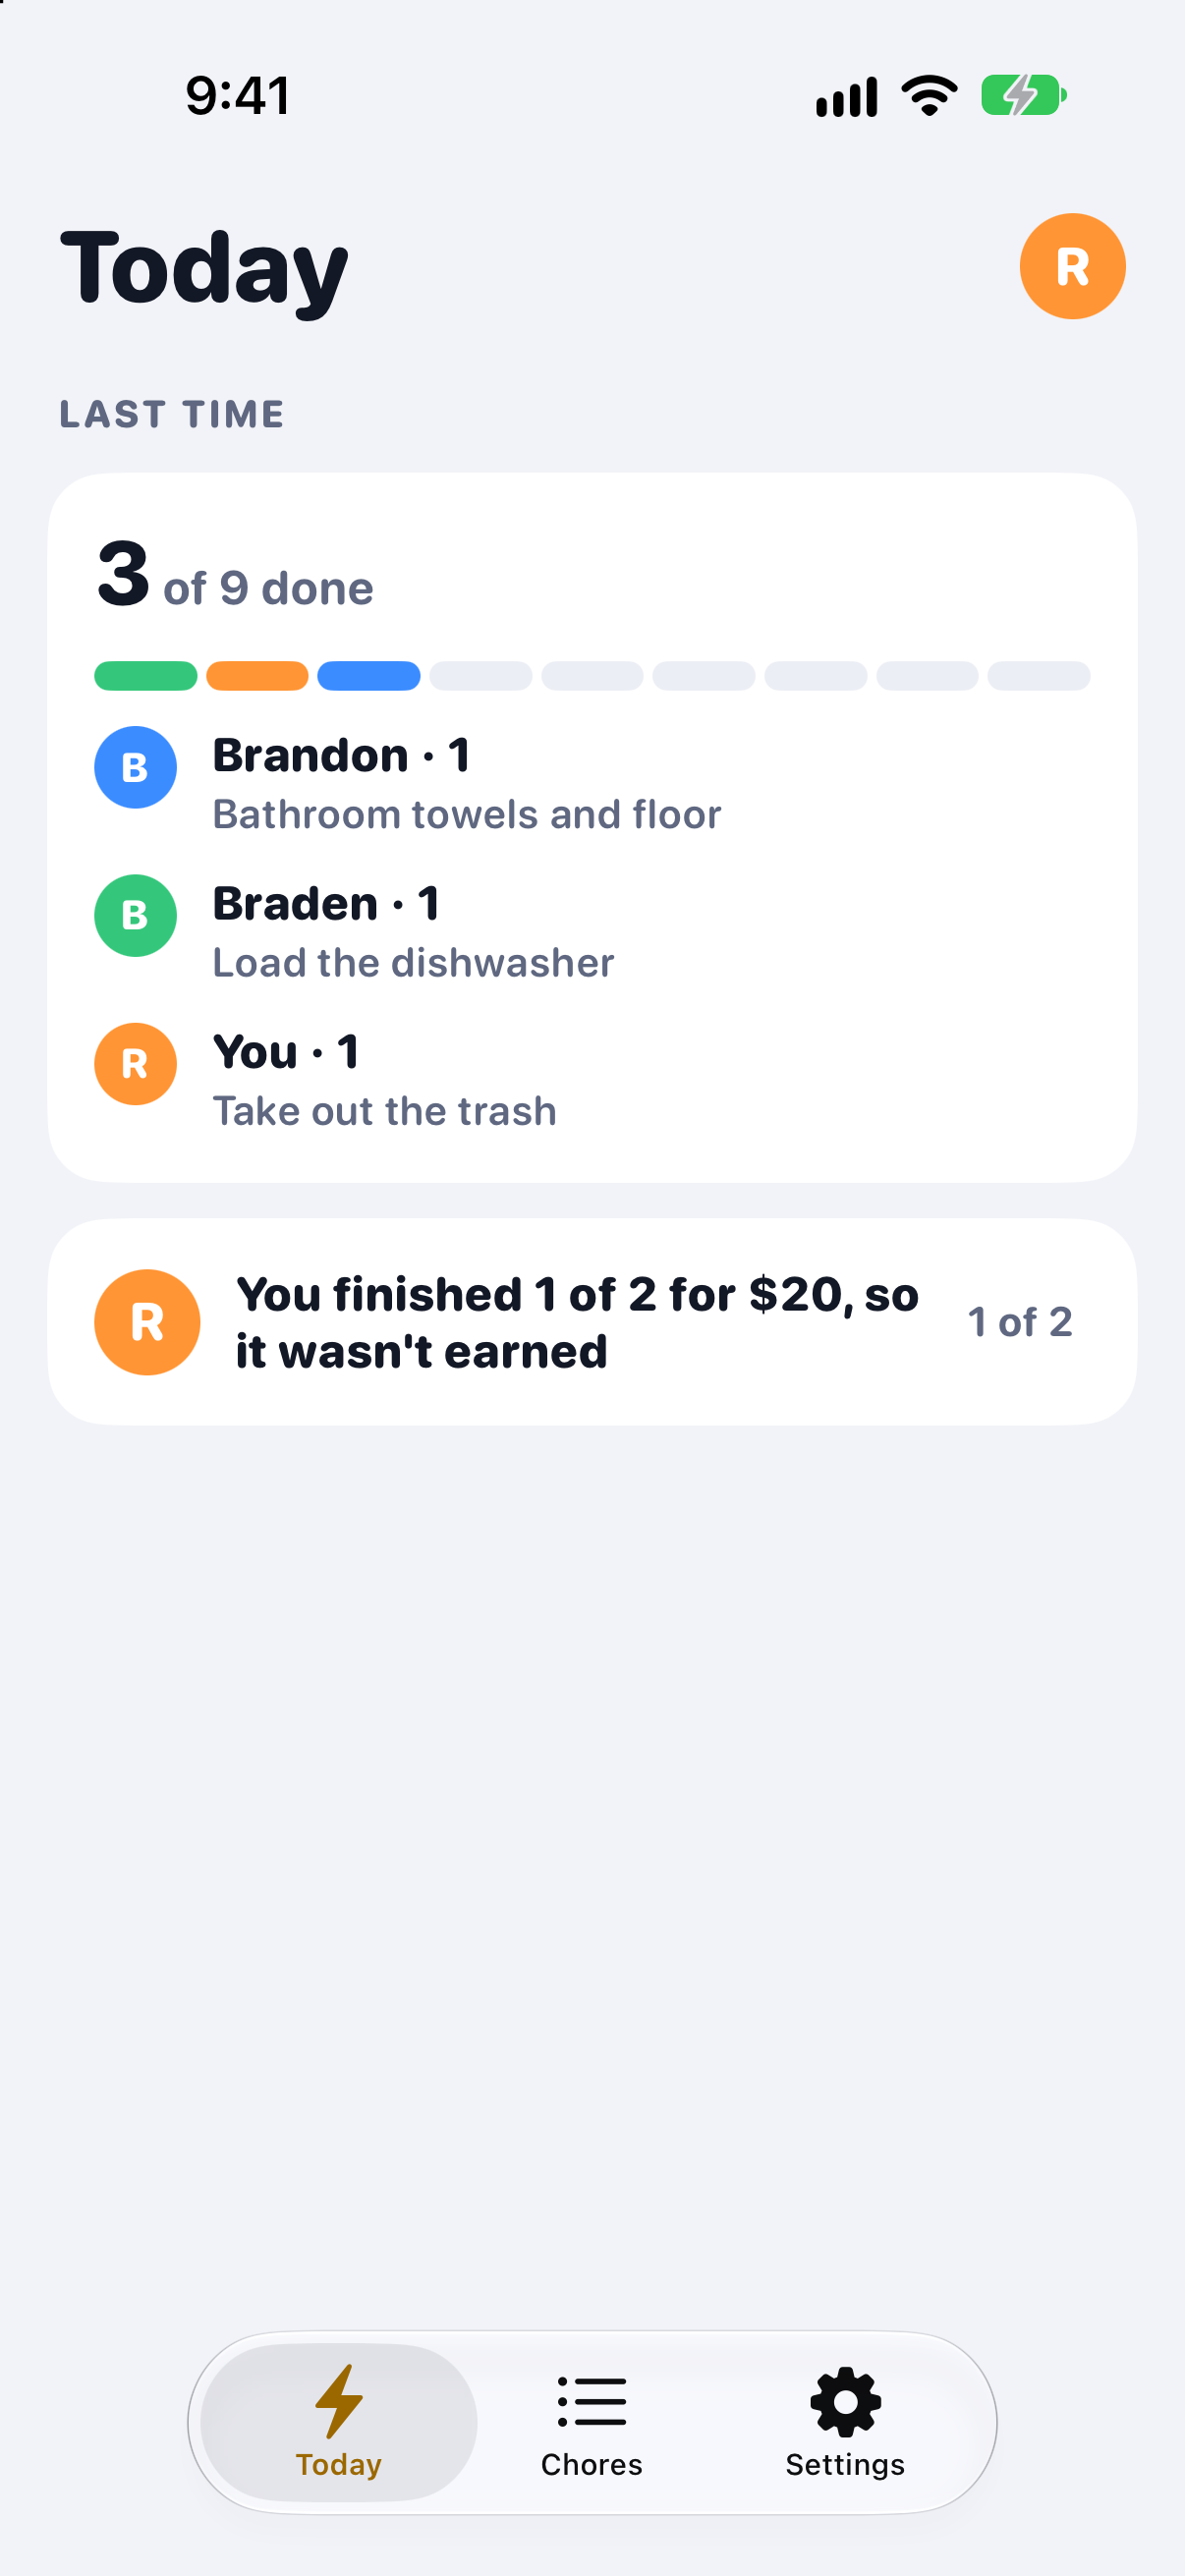 9:41
Today
R
LAST TIME
3 of 9 done
B
Brandon · 1
Bathroom towels and floor
B
Braden · 1
Load the dishwasher
R
You · 1
Take out the trash
R
You finished 1 of 2 for $20, so
it wasn't earned
1 of 2
Today
Chores
Settings